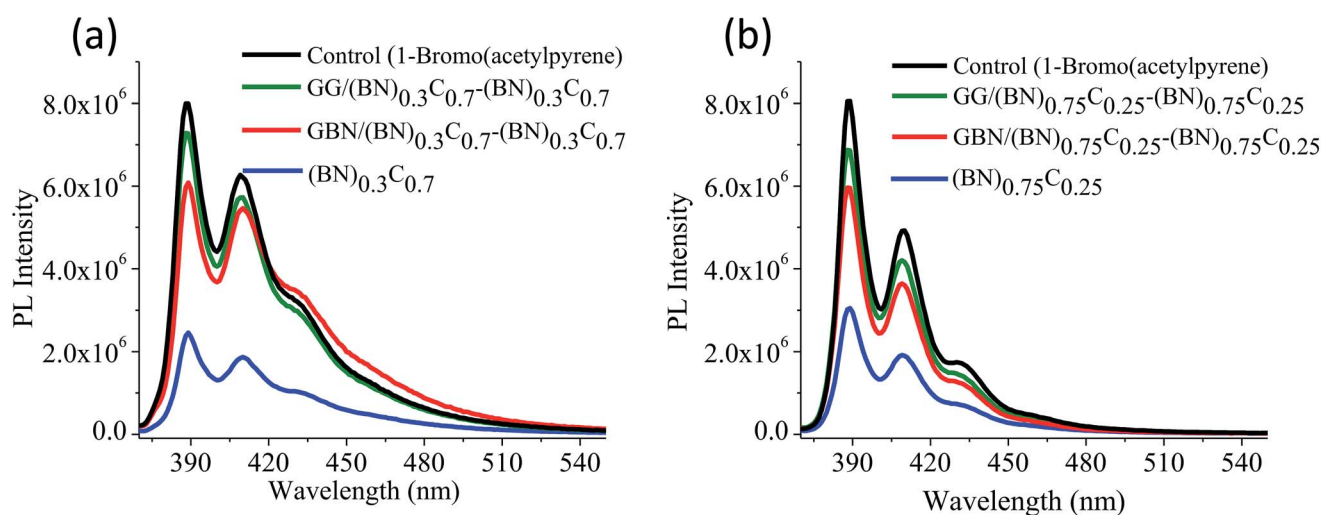 (a)
Control (1-Bromo(acetylpyrene)
GG/(BN)0.3C0.7-(BN)0.3C0.7
GBN/(BN)0.3C0.7-(BN)0.3C0.7
(BN)0.3C0.7
8.0x10^6
6.0x10^6
4.0x10^6
2.0x10^6
0.0
PL Intensity
390 420 450 480 510 540
Wavelength (nm)
(b)
Control (1-Bromo(acetylpyrene)
GG/(BN)0.75C0.25-(BN)0.75C0.25
GBN/(BN)0.75C0.25-(BN)0.75C0.25
(BN)0.75C0.25
8.0x10^6
6.0x10^6
4.0x10^6
2.0x10^6
0.0
PL Intensity
390 420 450 480 510 540
Wavelength (nm)